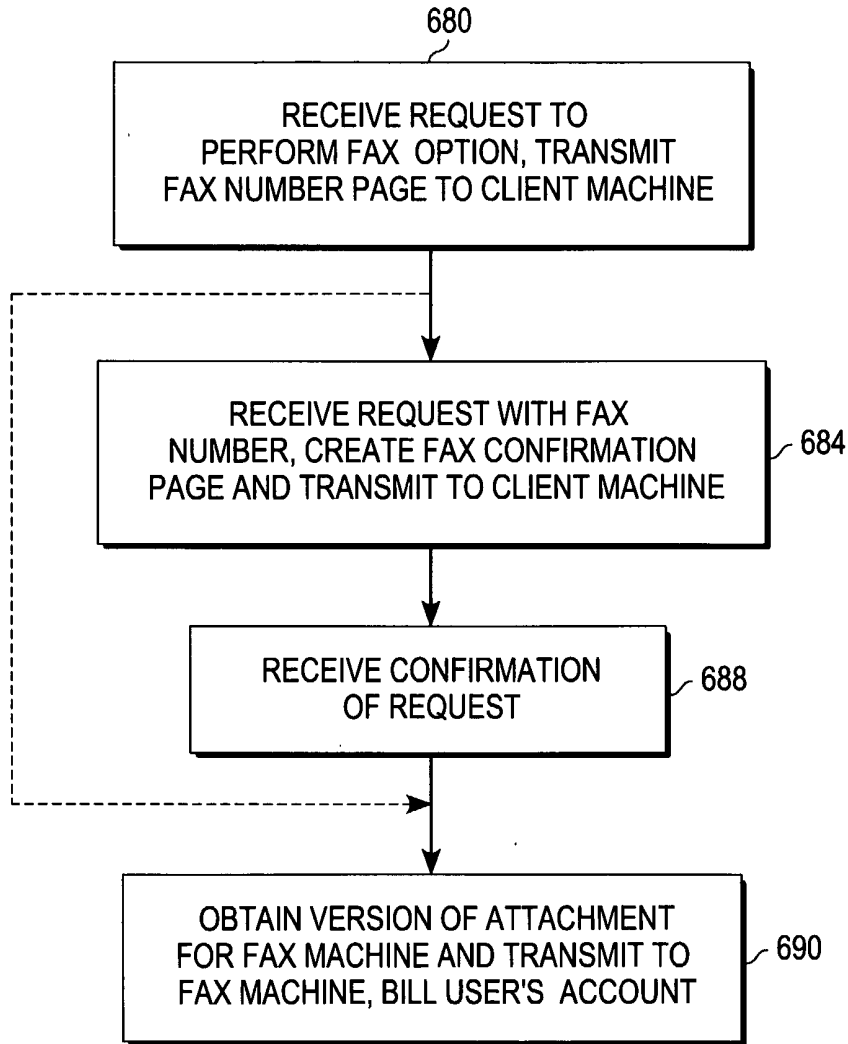 680
RECEIVE REQUEST TO
PERFORM FAX OPTION, TRANSMIT
FAX NUMBER PAGE TO CLIENT MACHINE
RECEIVE REQUEST WITH FAX
NUMBER, CREATE FAX CONFIRMATION
PAGE AND TRANSMIT TO CLIENT MACHINE
684
RECEIVE CONFIRMATION
OF REQUEST
688
OBTAIN VERSION OF ATTACHMENT
FOR FAX MACHINE AND TRANSMIT TO
FAX MACHINE, BILL USER'S ACCOUNT
690